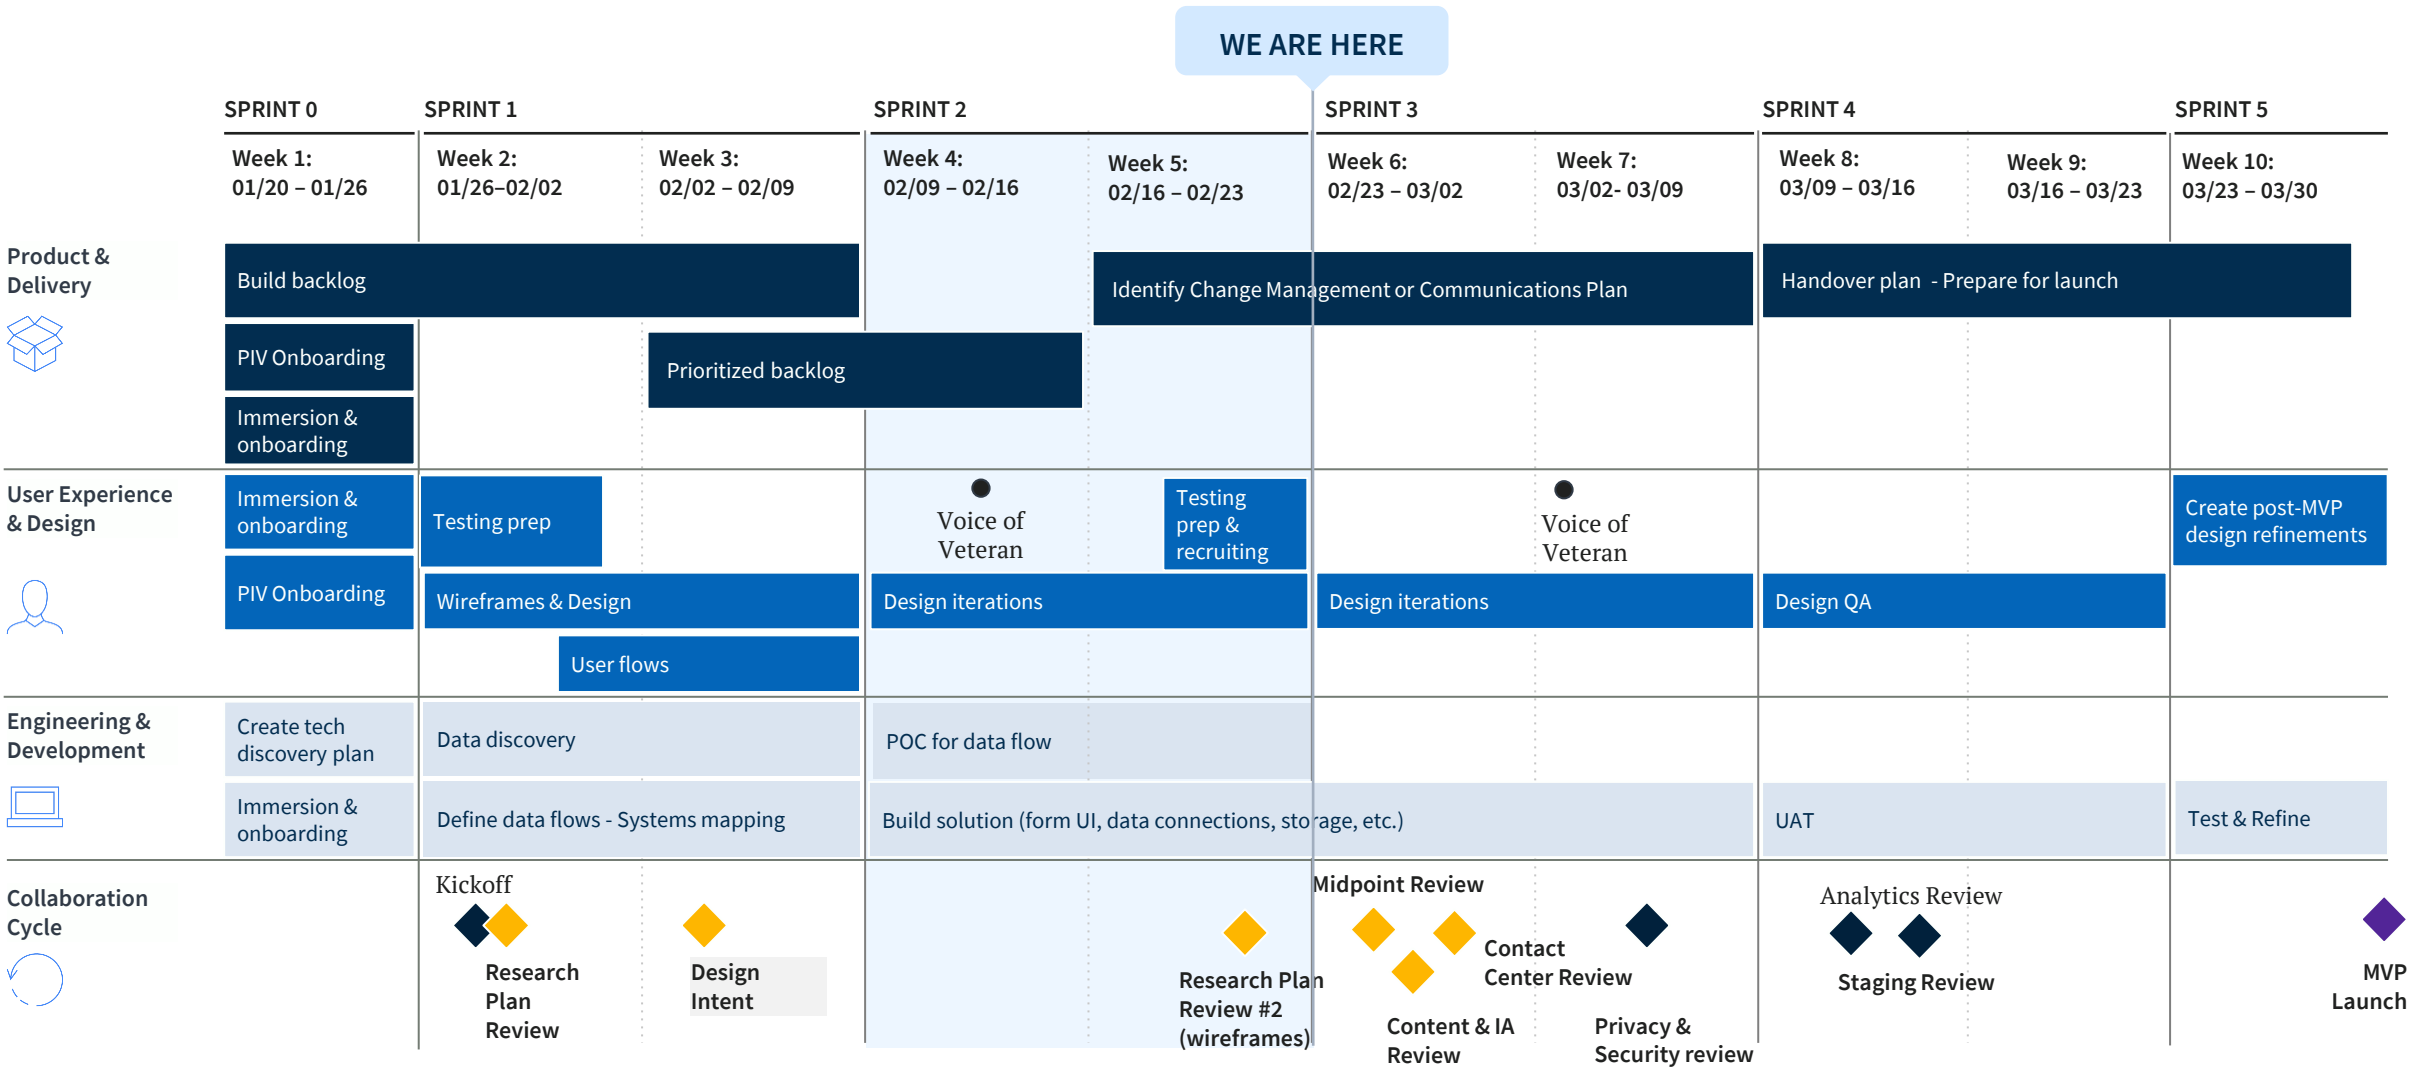 WE ARE HERE
SPRINT 0
SPRINT 1
SPRINT 2
SPRINT 3
SPRINT 4
SPRINT 5
Week 1:
01/20 – 01/26
Week 2:
01/26–02/02
Week 3:
02/02 – 02/09
Week 4:
02/09 – 02/16
Week 5:
02/16 – 02/23
Week 6:
02/23 – 03/02
Week 7:
03/02- 03/09
Week 8:
03/09 – 03/16
Week 9:
03/16 – 03/23
Week 10:
03/23 – 03/30
Product &
Delivery
Build backlog
Identify Change Management or Communications Plan
Handover plan  - Prepare for launch
PIV Onboarding
Prioritized backlog
Immersion &
onboarding
User Experience
& Design
Immersion &
onboarding
Testing prep
Voice of
Veteran
Testing
prep &
recruiting
Voice of
Veteran
Create post-MVP
design refinements
PIV Onboarding
Wireframes & Design
Design iterations
Design iterations
Design QA
User flows
Engineering &
Development
Create tech
discovery plan
Data discovery
POC for data flow
Immersion &
onboarding
Define data flows - Systems mapping
Build solution (form UI, data connections, storage, etc.)
UAT
Test & Refine
Collaboration
Cycle
Kickoff
Research
Plan
Review
Design
Intent
Research Plan
Review #2
(wireframes)
Midpoint Review
Contact
Center Review
Content & IA
Review
Privacy &
Security review
Analytics Review
Staging Review
MVP
Launch